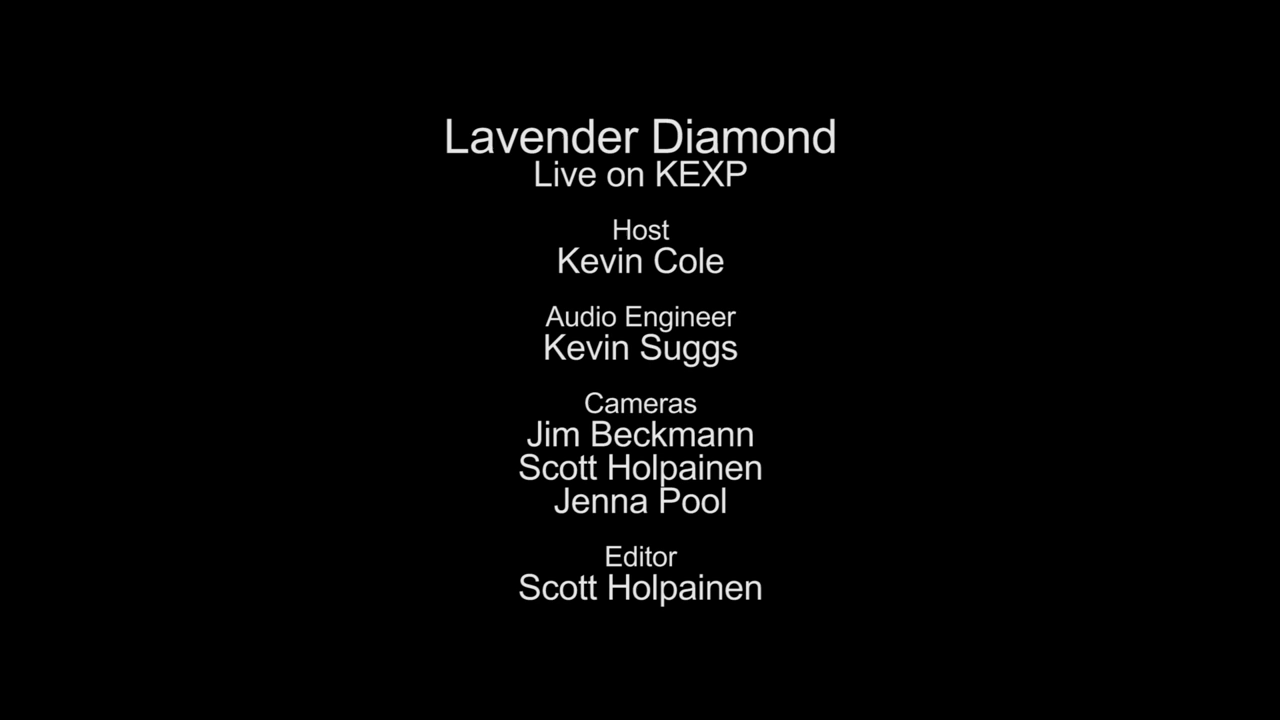 Lavender Diamond
Live on KEXP
Host
Kevin Cole
Audio Engineer
Kevin Suggs
Cameras
Jim Beckmann
Scott Holpainen
Jenna Pool
Editor
Scott Holpainen